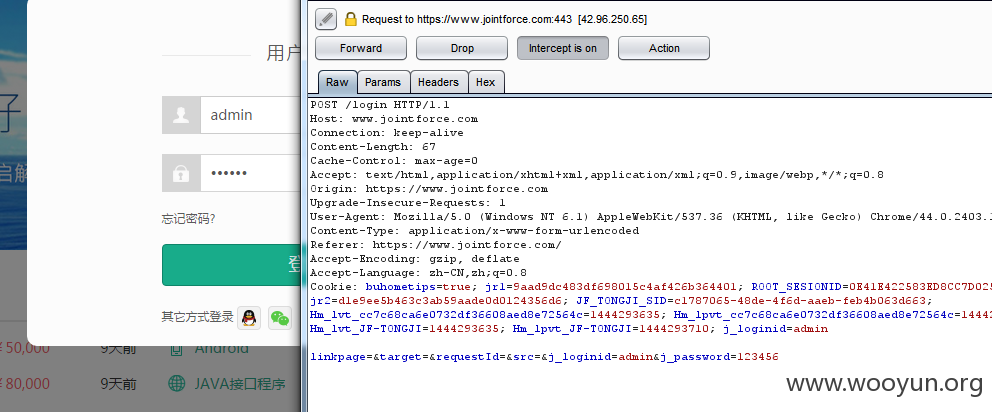 Request to https://www.jointforce.com:443 [42.96.250.65]
Forward
Drop
Intercept is on
Action
Raw
Params
Headers
Hex
POST /login HTTP/1.1
Host: www.jointforce.com
Connection: keep-alive
Content-Length: 67
Cache-Control: max-age=0
Accept: text/html,application/xhtml+xml,application/xml;q=0.9,image/webp,*/*;q=0.8
Origin: https://www.jointforce.com
Upgrade-Insecure-Requests: 1
User-Agent: Mozilla/5.0 (Windows NT 6.1) AppleWebKit/537.36 (KHTML, like Gecko) Chrome/44.0.2403.1
Content-Type: application/x-www-form-urlencoded
Referer: https://www.jointforce.com/
Accept-Encoding: gzip, deflate
Accept-Language: zh-CN,zh;q=0.8
Cookie: buhometips=true; jr1=9aad9dc483df698015c4af426b364401; ROOT_SESIONID=0E41E422583ED8CC7D025
jr2=d1e9ee5b463c3ab59aade0d0124356d6; JF_TONGJI_SID=c1787065-48de-4f6d-aaeb-feb4b063d663;
Hm_lvt_cc7c68ca6e0732df36608aed8e72564c=1444293635; Hm_lpvt_cc7c68ca6e0732df36608aed8e72564c=14442
Hm_lvt_JF-TONGJI=1444293635; Hm_lpvt_JF-TONGJI=1444293710; j_loginid=admin
linkpage=&target=&requestId=&src=&j_loginid=admin&j_password=123456
用户
admin
••••••
忘记密码?
登
其它方式登录
子
启解
¥50,000 9天前 Android
¥80,000 9天前 JAVA接口程序
www.wooyun.org